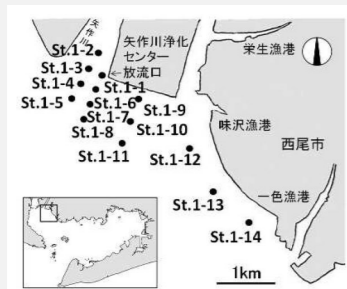 矢作川
矢作川浄化
センター
放流口
栄生漁港
味沢漁港
西尾市
一色漁港
St.1-2
St.1-3
St.1-4
St.1-5
St.1-1
St.1-6
St.1-7
St.1-8
St.1-9
St.1-10
St.1-11
St.1-12
St.1-13
St.1-14
1km